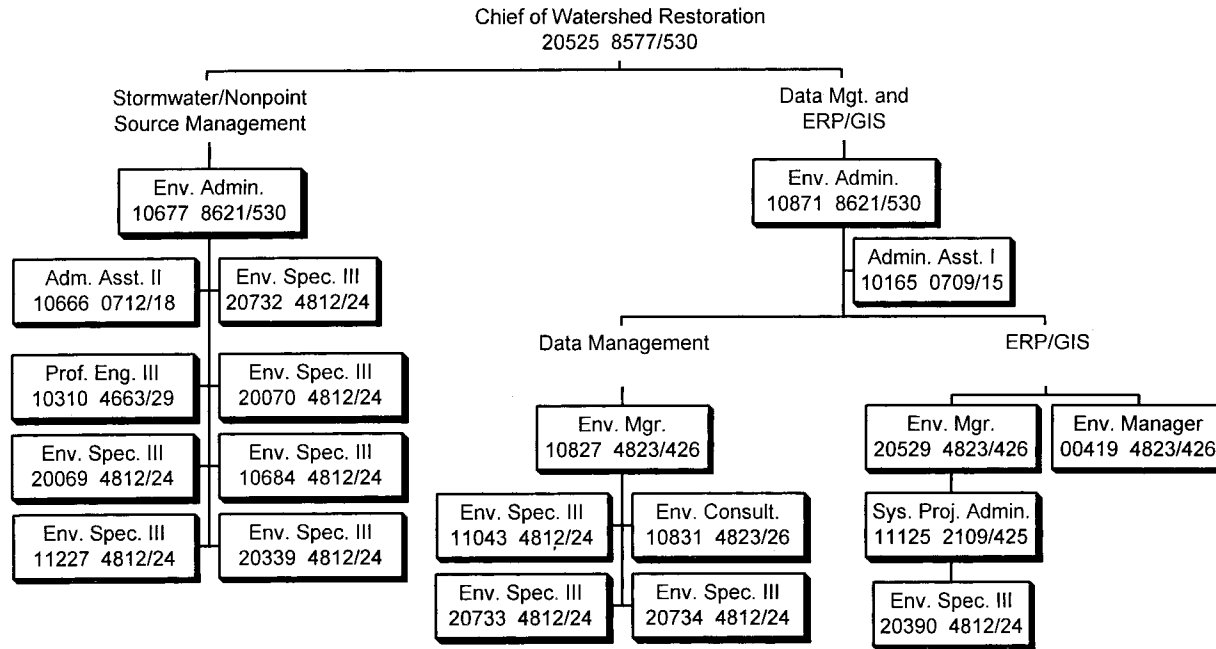 Chief of Watershed Restoration
20525 8577/530
Stormwater/Nonpoint
Source Management
Env. Admin.
10677 8621/530
Adm. Asst. II
10666 0712/18
Env. Spec. III
20732 4812/24
Prof. Eng. III
10310 4663/29
Env. Spec. III
20070 4812/24
Env. Spec. III
20069 4812/24
Env. Spec. III
10684 4812/24
Env. Spec. III
11227 4812/24
Env. Spec. III
20339 4812/24
Data Mgt. and
ERP/GIS
Env. Admin.
10871 8621/530
Admin. Asst. I
10165 0709/15
Data Management
Env. Mgr.
10827 4823/426
Env. Spec. III
11043 4812/24
Env. Consult.
10831 4823/26
Env. Spec. III
20733 4812/24
Env. Spec. III
20734 4812/24
ERP/GIS
Env. Mgr.
20529 4823/426
Env. Manager
00419 4823/426
Sys. Proj. Admin.
11125 2109/425
Env. Spec. III
20390 4812/24